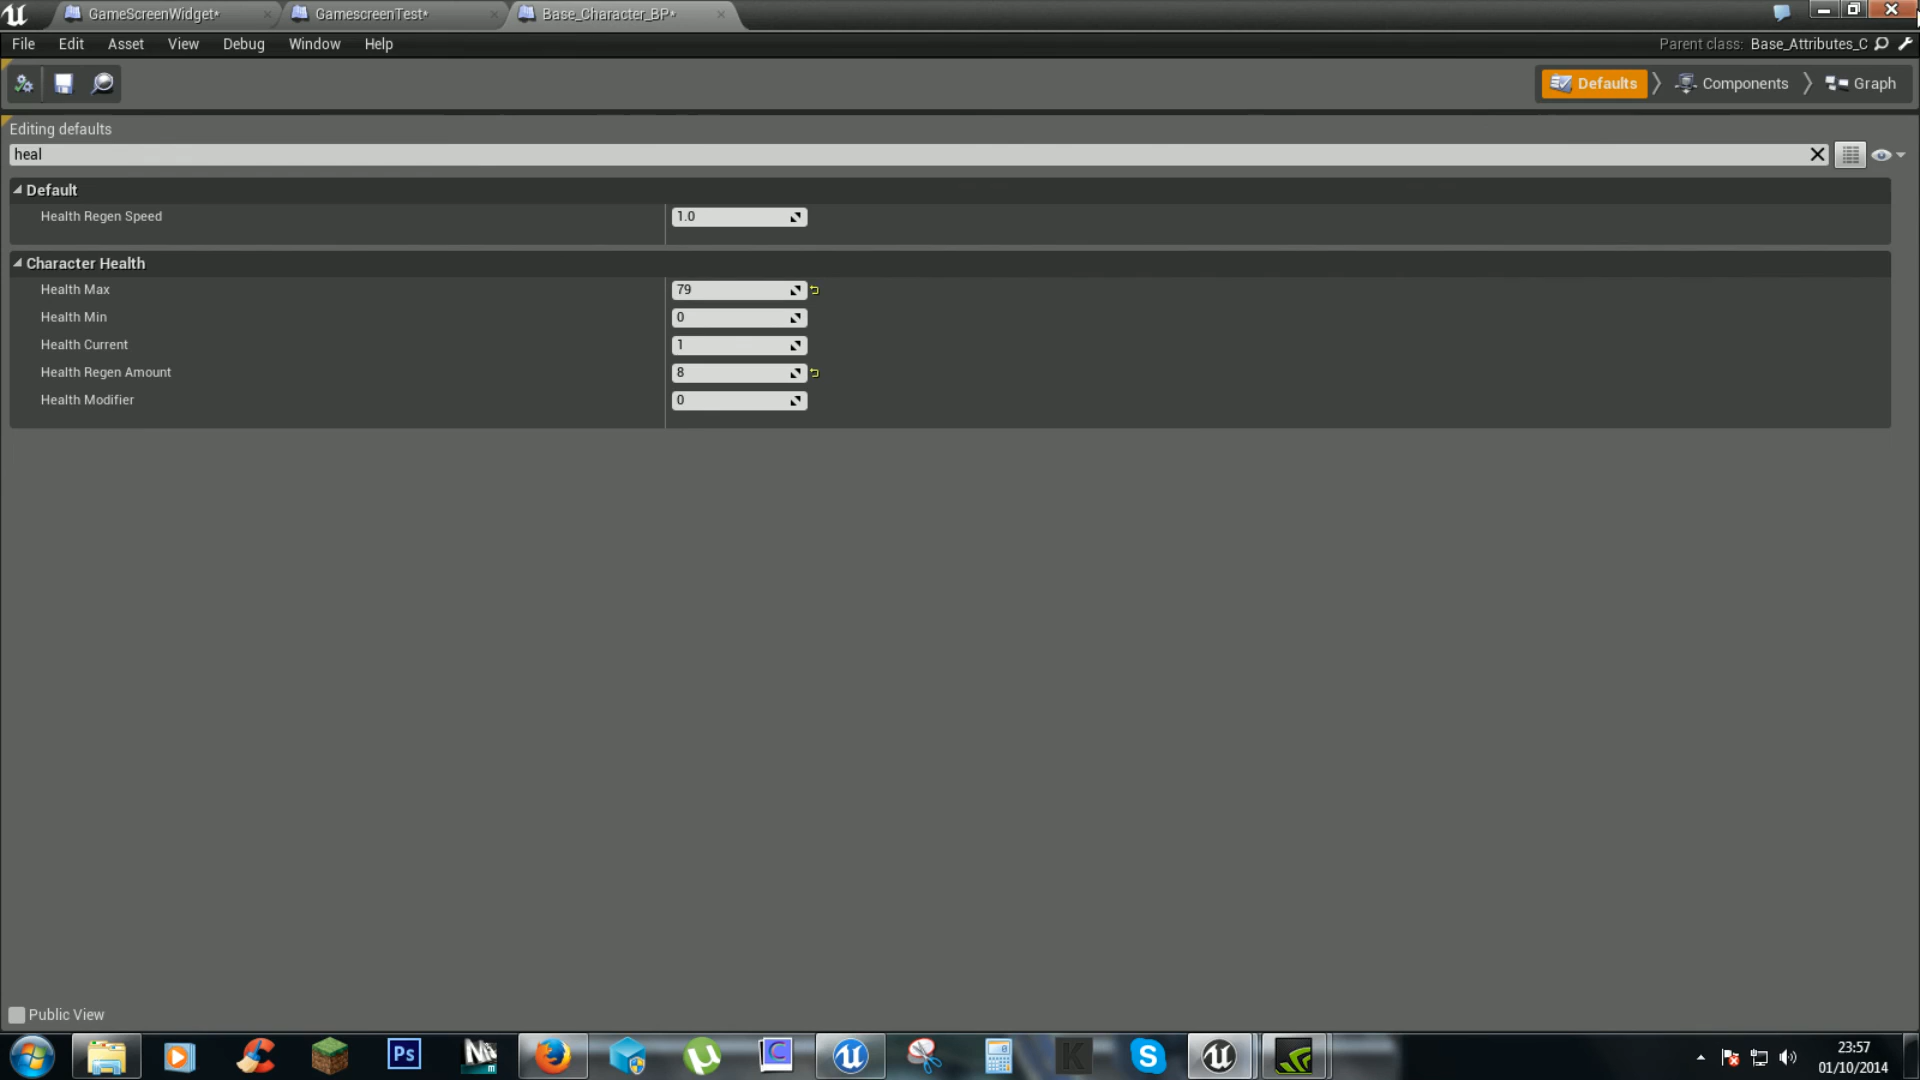 GameScreenWidget*
GamescreenTest*
Base_Character_BP*
File Edit Asset View Debug Window Help
Parent class: Base_Attributes_C
Defaults Components Graph
Editing defaults
heal
Default
Health Regen Speed 1.0
Character Health
Health Max 79
Health Min 0
Health Current 1
Health Regen Amount 8
Health Modifier 0
Public View
Ps
K
23:57
01/10/2014